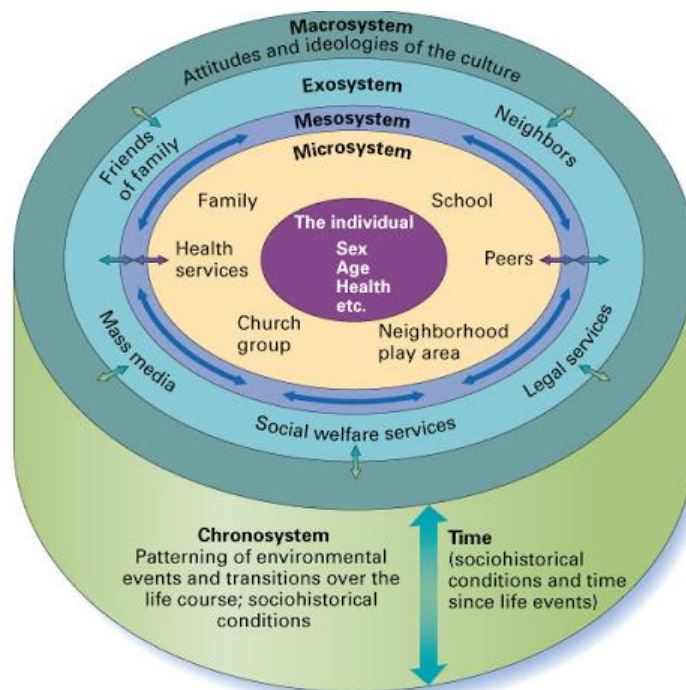 Macrosystem
Attitudes and ideologies of the culture
Exosystem
Mesosystem
Microsystem
Friends
of family
Neighbors
Family
School
The individual
Sex
Age
Health
etc.
Health
services
Peers
Church
group
Neighborhood
play area
Mass media
Social welfare services
Legal services
Chronosystem
Patterning of environmental
events and transitions over the
life course; sociohistorical
conditions
Time
(sociohistorical
conditions and time
since life events)